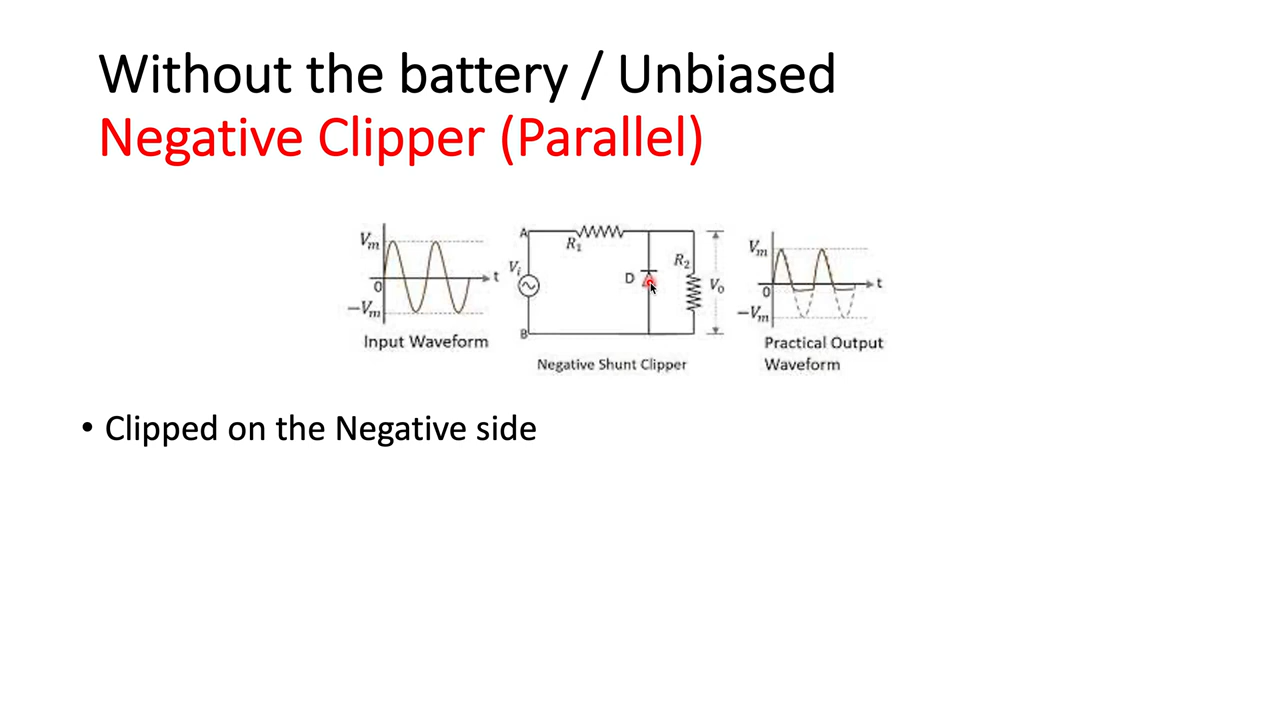 Without the battery / Unbiased
Negative Clipper (Parallel)
Vm
0
t
−Vm
Input Waveform
A
R1
Vi
D
R2
Vo
B
Negative Shunt Clipper
Vm
0
t
−Vm
Practical Output
Waveform
• Clipped on the Negative side